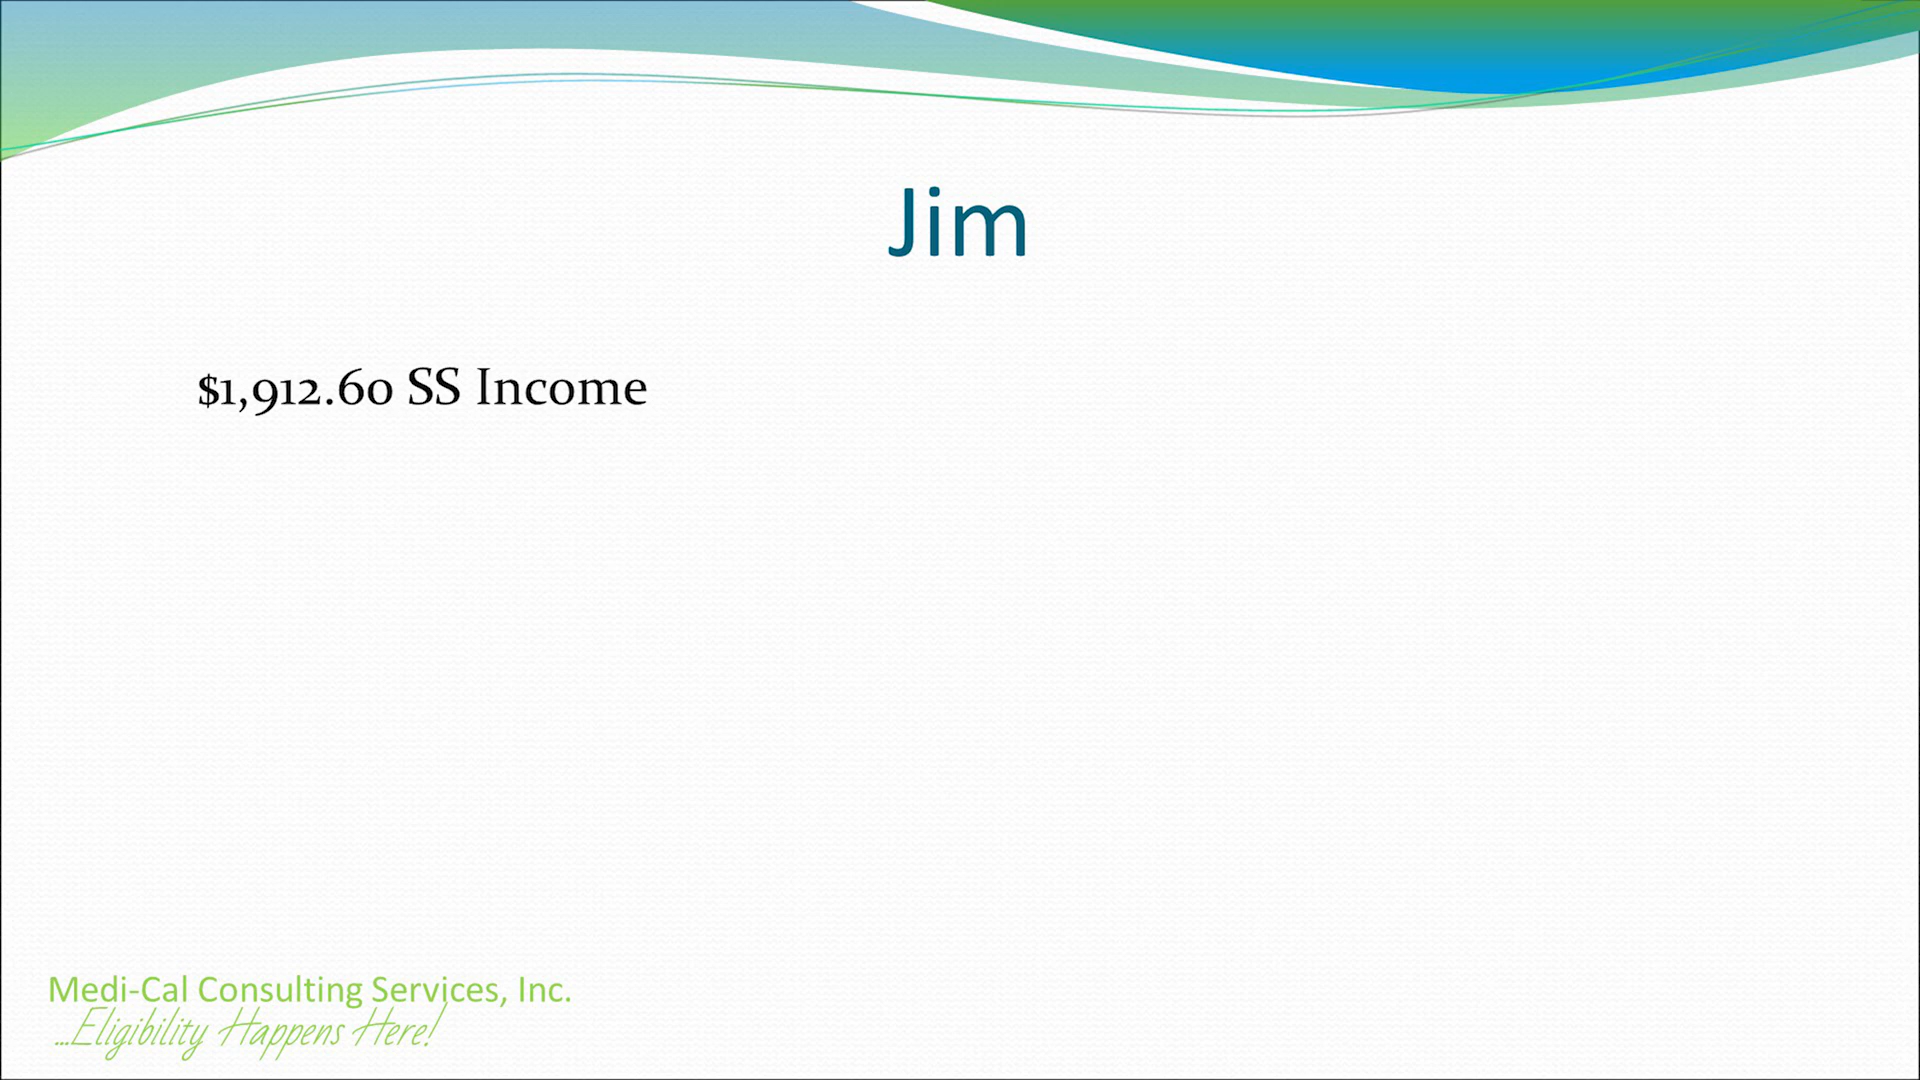 Jim
$1,912.60 SS Income
Medi-Cal Consulting Services, Inc.
...Eligibility Happens Here!